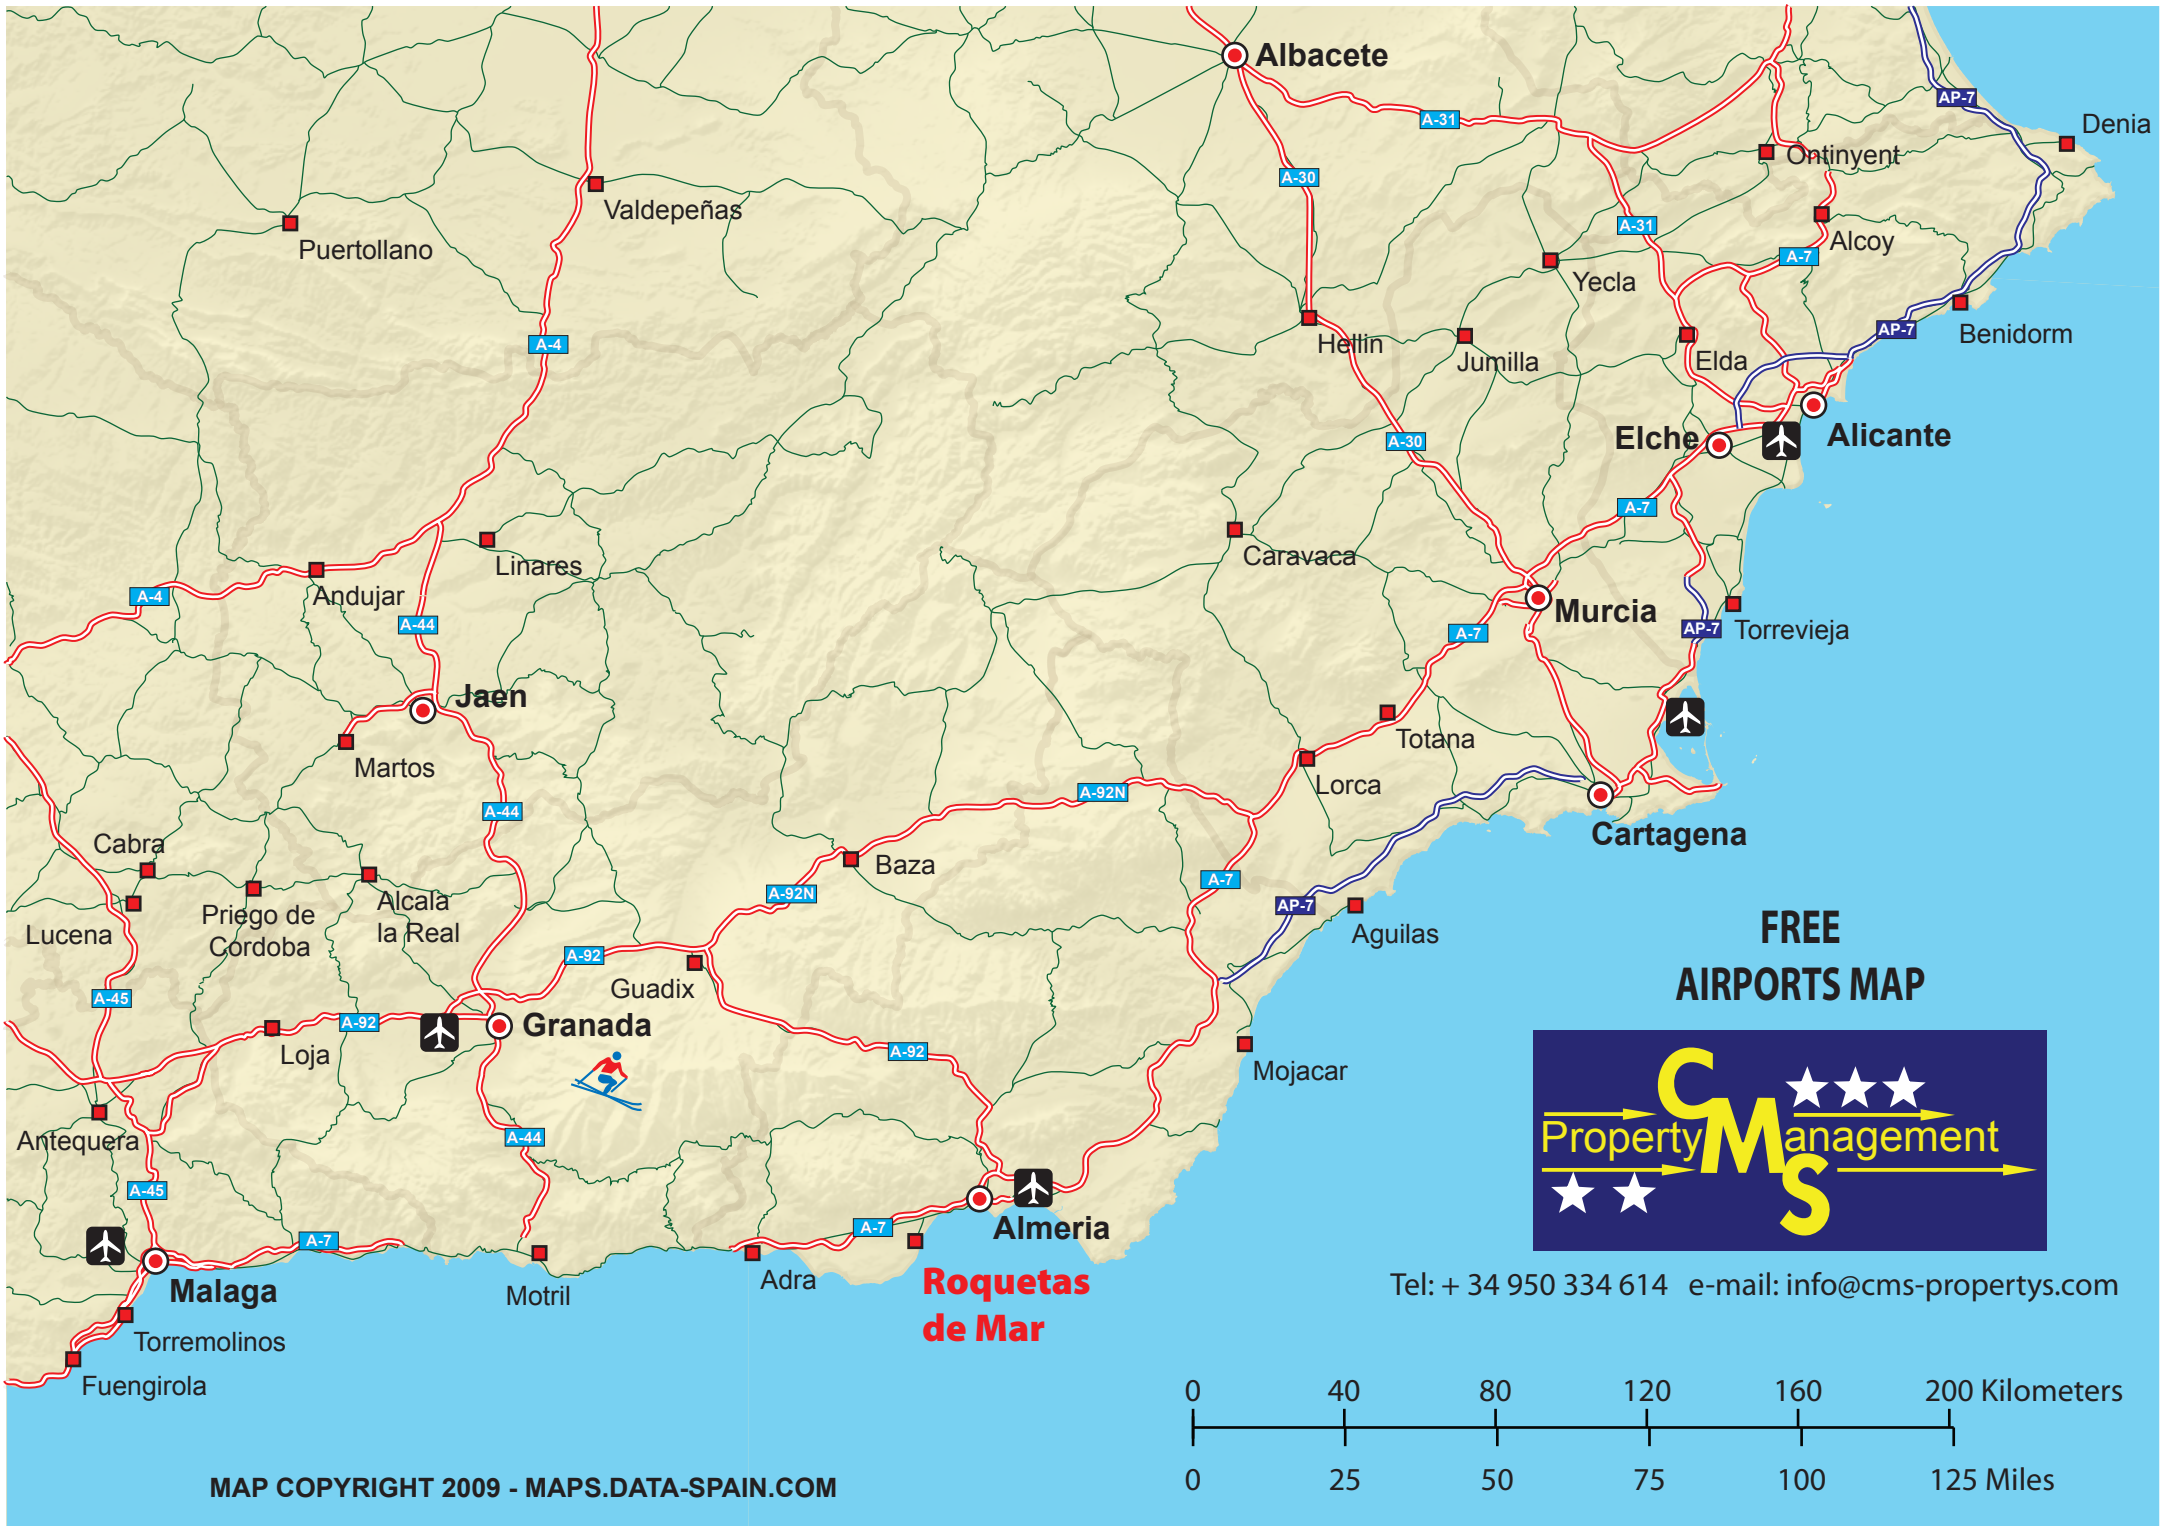 Albacete
A-31
AP-7
Denia
Ontinyent
A-30
Valdepeñas
Puertollano
A-31
Alcoy
A-7
Yecla
Benidorm
AP-7
A-4
Hellin
Jumilla
Elda
A-30
Elche
Alicante
A-7
Caravaca
Linares
Andujar
A-4
A-44
Murcia
A-7
AP-7
Torrevieja
Jaen
Martos
Totana
Lorca
A-92N
A-44
Cartagena
Cabra
Baza
A-92N
A-7
AP-7
Aguilas
Lucena
Priego de
Cordoba
Alcala
la Real
A-92
Guadix
A-45
A-92
Granada
Loja
A-92
Mojacar
Antequera
A-44
A-45
A-7
A-7
Almeria
Malaga
Motril
Adra
Roquetas
de Mar
Torremolinos
Fuengirola
FREE
AIRPORTS MAP
CMS
Property Management
Tel: + 34 950 334 614 e-mail: info@cms-propertys.com
0 40 80 120 160 200 Kilometers
0 25 50 75 100 125 Miles
MAP COPYRIGHT 2009 - MAPS.DATA-SPAIN.COM